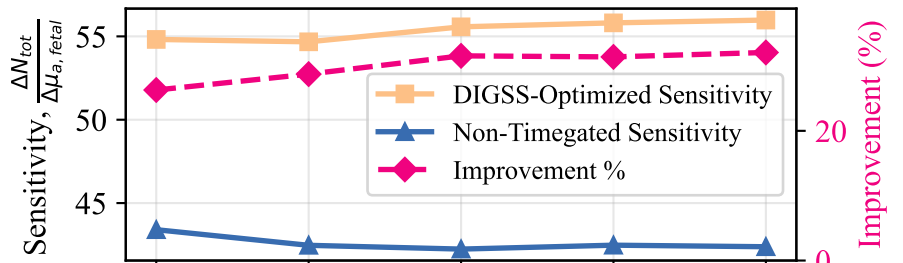 Sensitivity, ΔN_tot / Δμ_a,fetal
55
50
45
DIGSS-Optimized Sensitivity
Non-Timegated Sensitivity
Improvement %
20
0
Improvement (%)